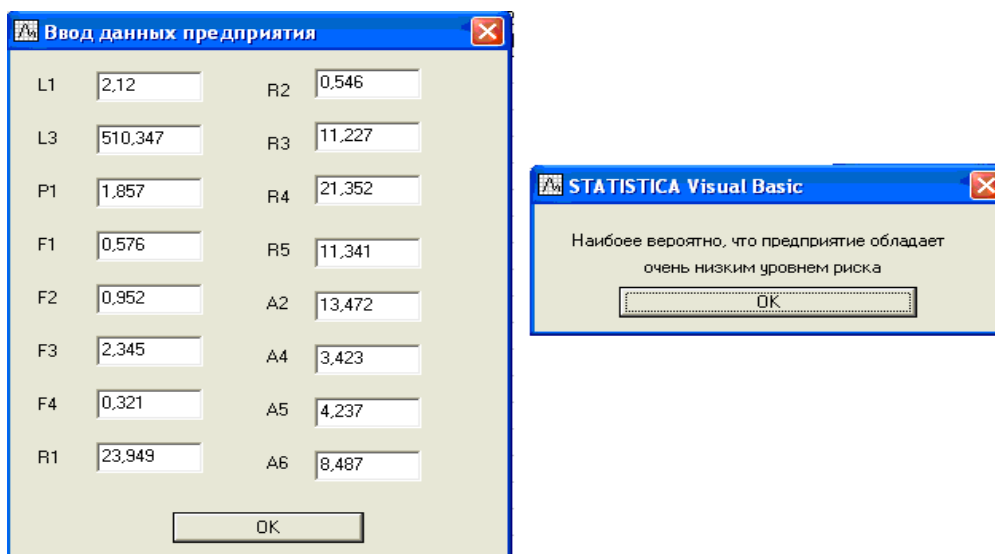 Ввод данных предприятия
L1 2,12
L3 510,347
P1 1,857
F1 0,576
F2 0,952
F3 2,345
F4 0,321
R1 23,949
R2 0,546
R3 11,227
R4 21,352
R5 11,341
A2 13,472
A4 3,423
A5 4,237
A6 8,487
OK
STATISTICA Visual Basic
Наибоее вероятно, что предприятие обладает
очень низким уровнем риска
OK